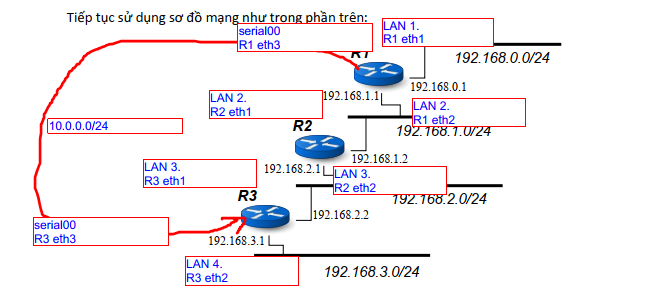 Tiếp tục sử dụng sơ đồ mạng như trong phần trên:
serial00
R1 eth3
LAN 1.
R1 eth1
R1
192.168.0.0/24
192.168.0.1
192.168.1.1
LAN 2.
R2 eth1
LAN 2.
R1 eth2
10.0.0.0/24
R2
192.168.1.0/24
192.168.1.2
LAN 3.
R3 eth1
192.168.2.1
LAN 3.
R2 eth2
R3
192.168.2.0/24
192.168.2.2
serial00
R3 eth3
192.168.3.1
LAN 4.
R3 eth2
192.168.3.0/24